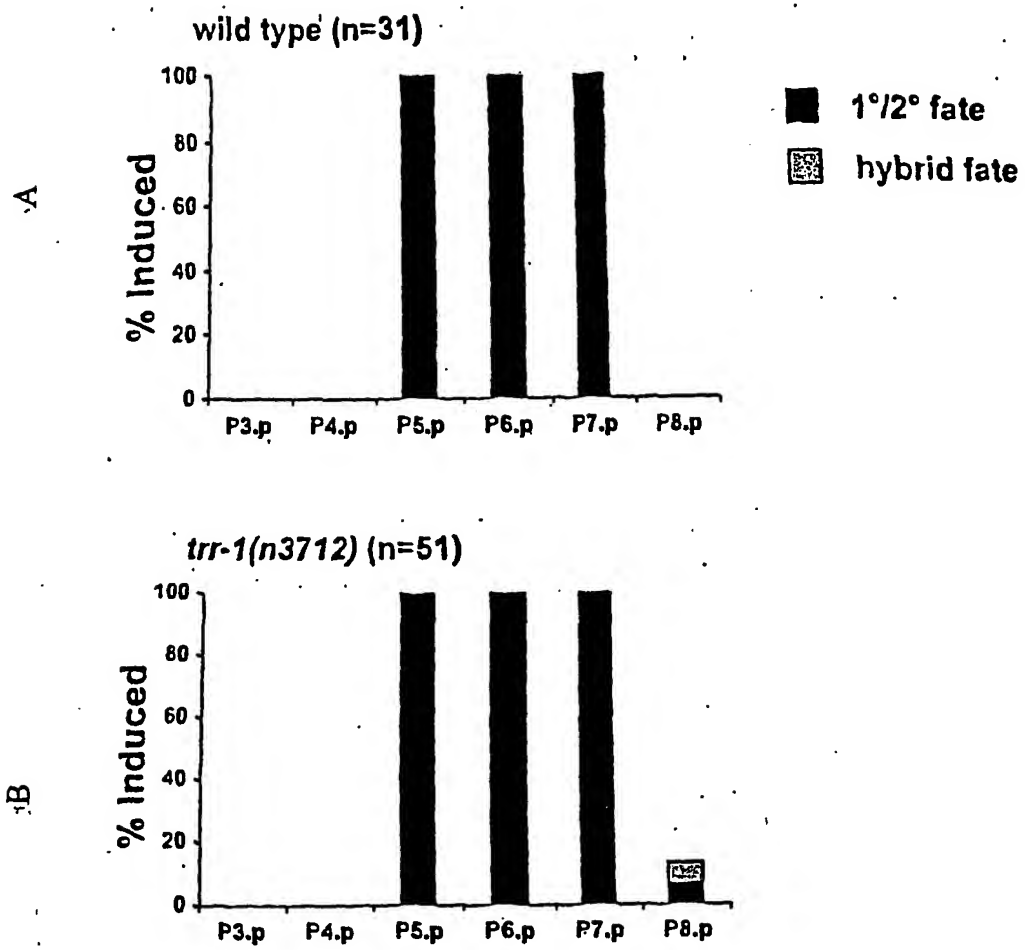 wild type (n=31)
1°/2° fate
hybrid fate
A
% Induced
100
80
60
40
20
0
P3.p P4.p P5.p P6.p P7.p P8.p
trr-1(n3712) (n=51)
B
% Induced
100
80
60
40
20
0
P3.p P4.p P5.p P6.p P7.p P8.p